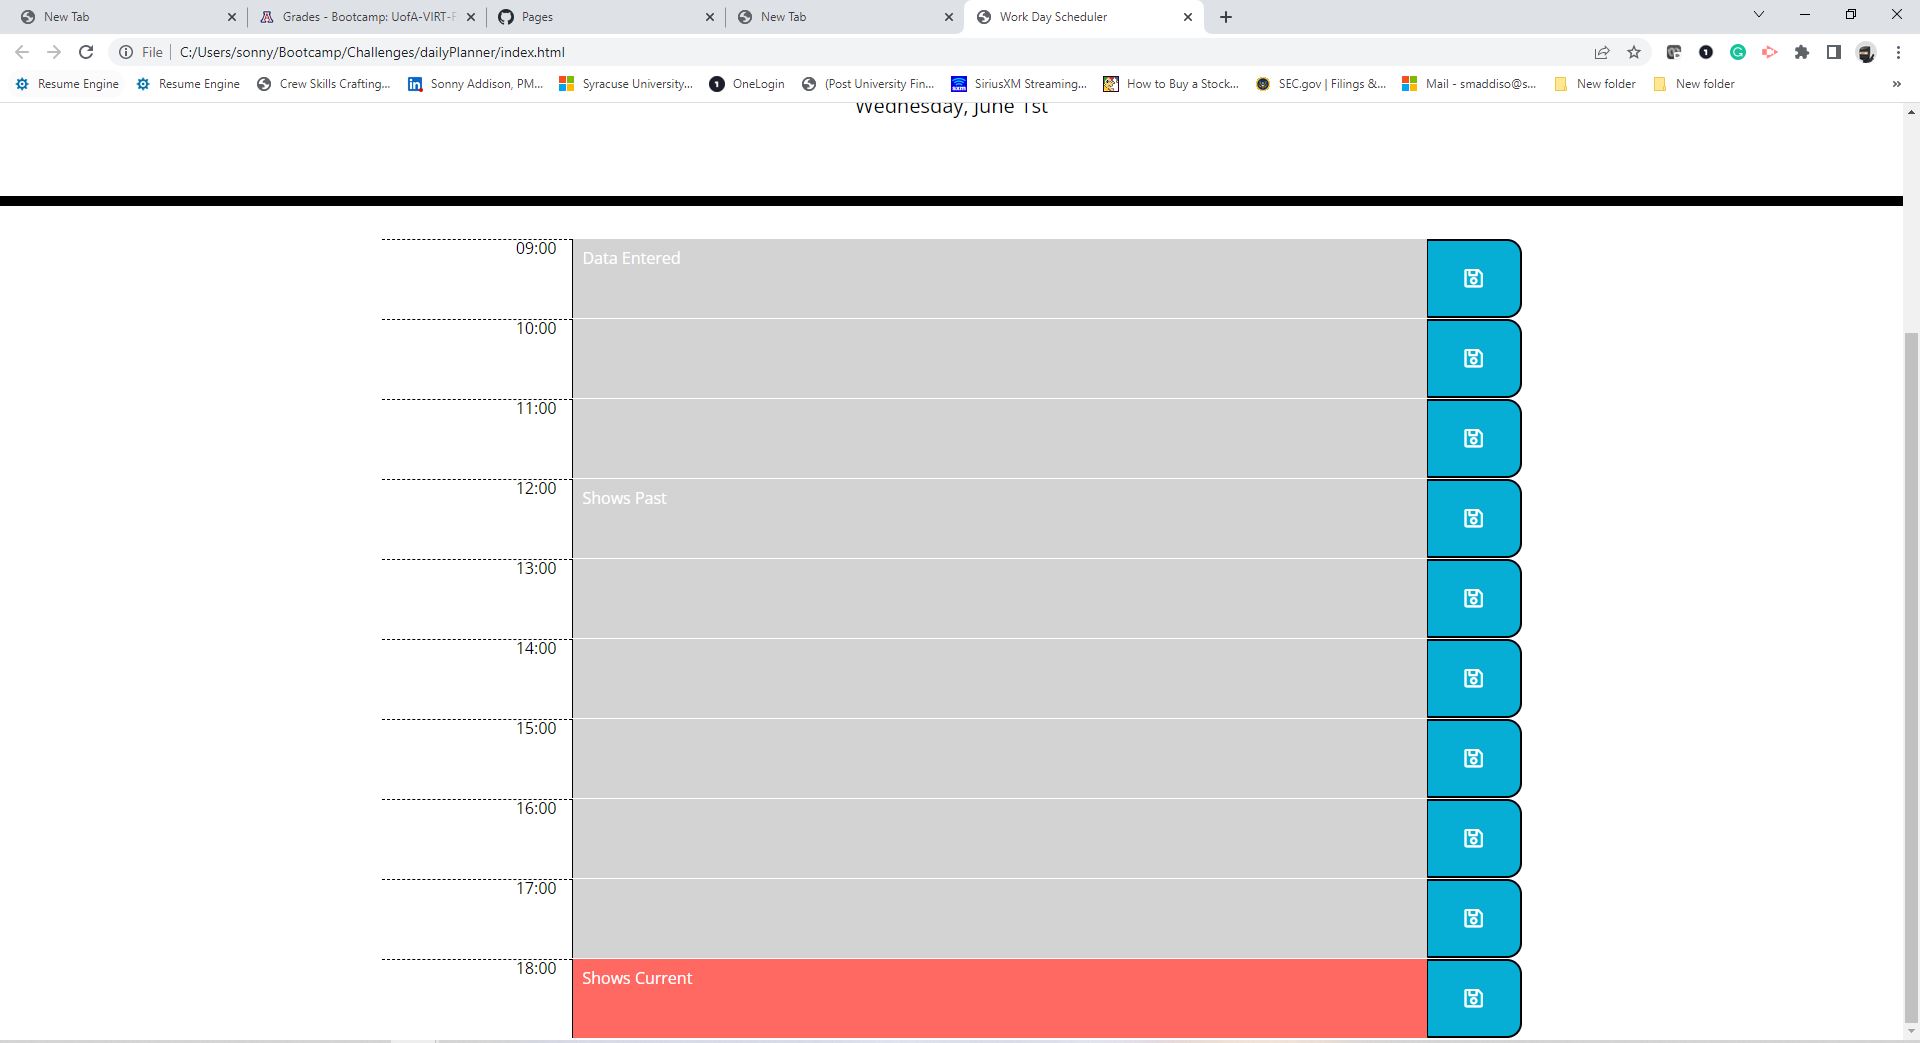 New Tab
Grades - Bootcamp: UofA-VIRT-F
Pages
New Tab
Work Day Scheduler
File
C:/Users/sonny/Bootcamp/Challenges/dailyPlanner/index.html
Resume Engine
Resume Engine
Crew Skills Crafting...
Sonny Addison, PM...
Syracuse University...
OneLogin
(Post University Fin...
SiriusXM Streaming...
How to Buy a Stock...
SEC.gov | Filings &...
Mail - smaddiso@s...
New folder
New folder
Wednesday, June 1st
09:00
Data Entered
10:00
11:00
12:00
Shows Past
13:00
14:00
15:00
16:00
17:00
18:00
Shows Current